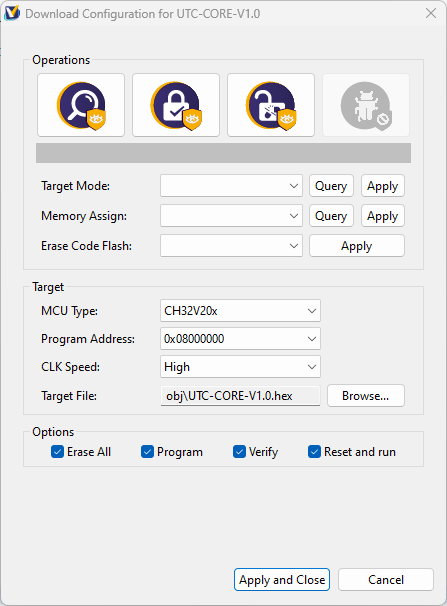 Download Configuration for UTC-CORE-V1.0
Operations
Target Mode:
Query
Apply
Memory Assign:
Query
Apply
Erase Code Flash:
Apply
Target
MCU Type:
CH32V20x
Program Address:
0x08000000
CLK Speed:
High
Target File:
obj\UTC-CORE-V1.0.hex
Browse...
Options
Erase All
Program
Verify
Reset and run
Apply and Close
Cancel